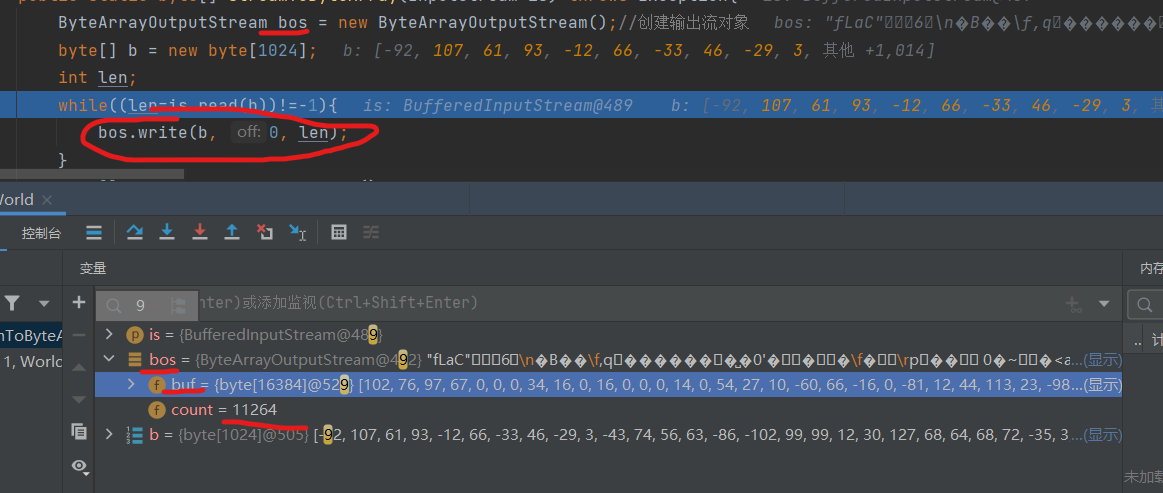 ByteArrayOutputStream bos = new ByteArrayOutputStream();//创建输出流对象 bos: "fLaC"
byte[] b = new byte[1024]; b: [-92, 107, 61, 93, -12, 66, -33, 46, -29, 3, 其他 +1,014]
int len;
while((len=is.read(b))!=-1){ is: BufferedInputStream@489 b: [-92, 107, 61, 93, -12, 66, -33, 46, -29, 3,
bos.write(b, off: 0, len);
}
World ×
控制台
变量
内存
9 nter)或添加监视(Ctrl+Shift+Enter)
mToByteA
1, World
is = {BufferedInputStream@489}
bos = {ByteArrayOutputStream@492} "fLaC" ...(显示)
buf = {byte[16384]@529} [102, 76, 97, 67, 0, 0, 0, 34, 16, 0, 16, 0, 0, 0, 14, 0, 54, 27, 10, -60, 66, -16, 0, -81, 12, 44, 113, 23, -98...(显示)
count = 11264
b = {byte[1024]@505} [-92, 107, 61, 93, -12, 66, -33, 46, -29, 3, -43, 74, 56, 63, -86, -102, 99, 99, 12, 30, 127, 68, 64, 68, 72, -35, 3...(显示)
未加载